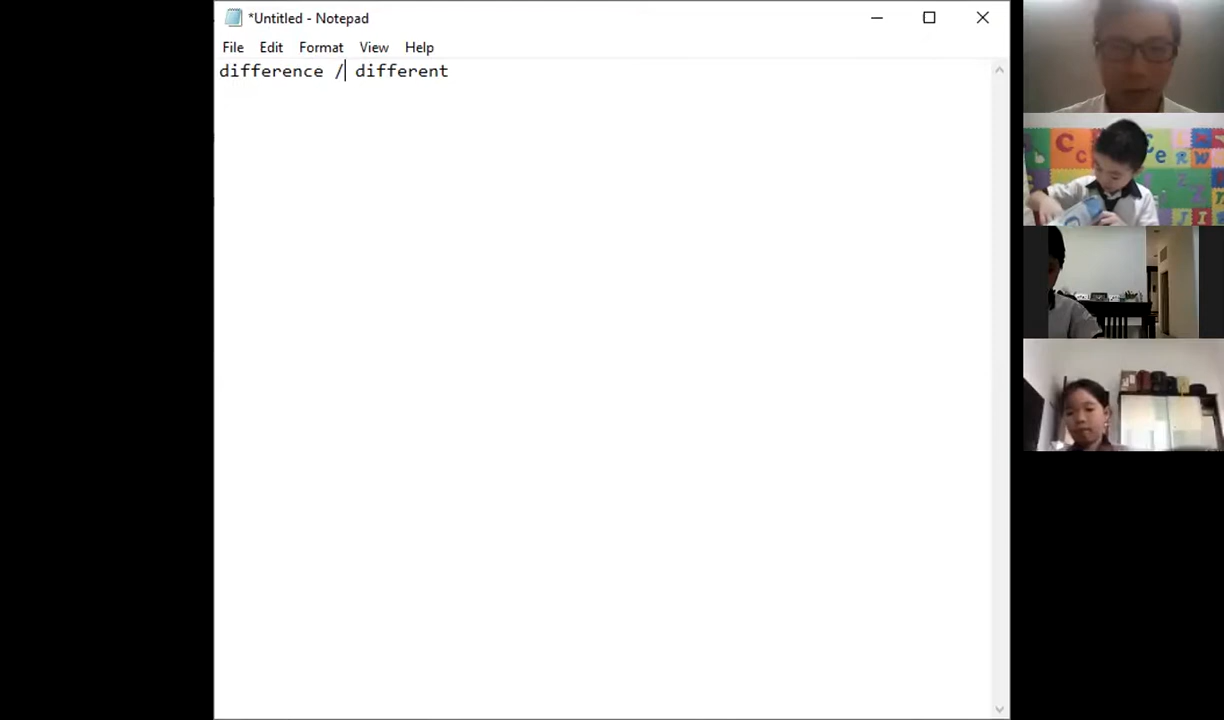 *Untitled - Notepad
File Edit Format View Help
difference / different
C
c
e
R W
Z
J I